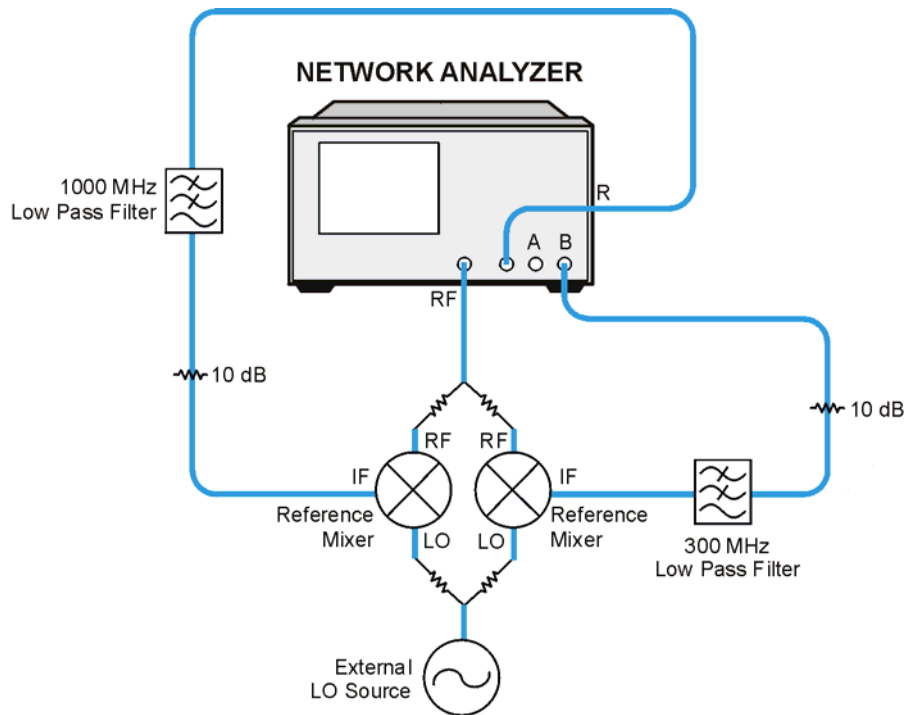 NETWORK ANALYZER
1000 MHz
Low Pass Filter
R
A
B
RF
10 dB
10 dB
RF
RF
IF
IF
Reference
Mixer
Reference
Mixer
LO
LO
300 MHz
Low Pass Filter
External
LO Source